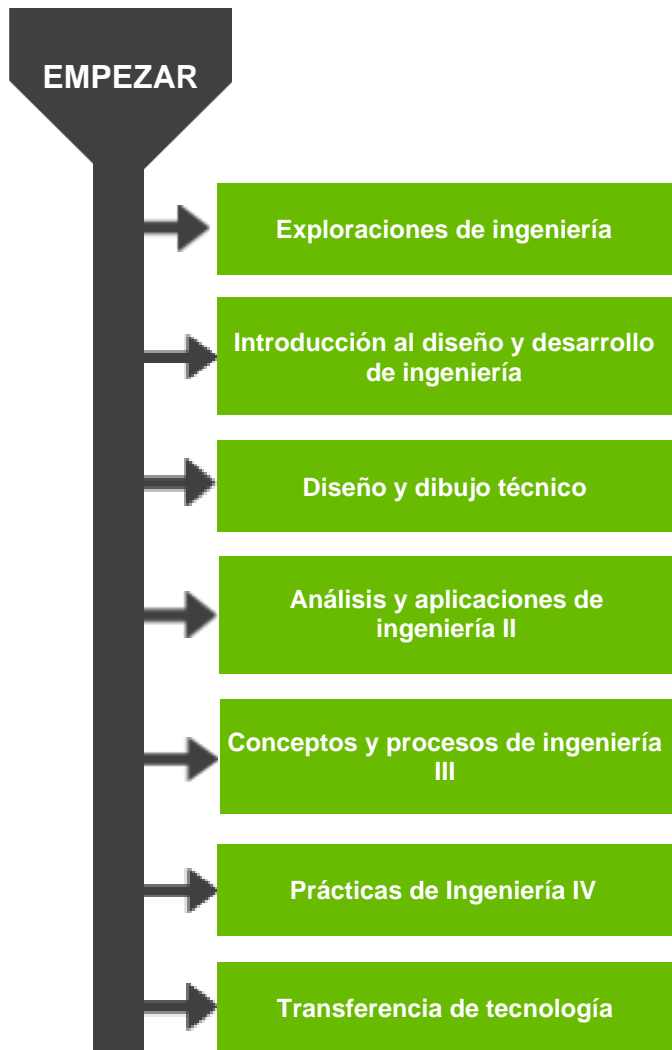 EMPEZAR
Exploraciones de ingeniería
Introducción al diseño y desarrollo
de ingeniería
Diseño y dibujo técnico
Análisis y aplicaciones de
ingeniería II
Conceptos y procesos de ingeniería
III
Prácticas de Ingeniería IV
Transferencia de tecnología